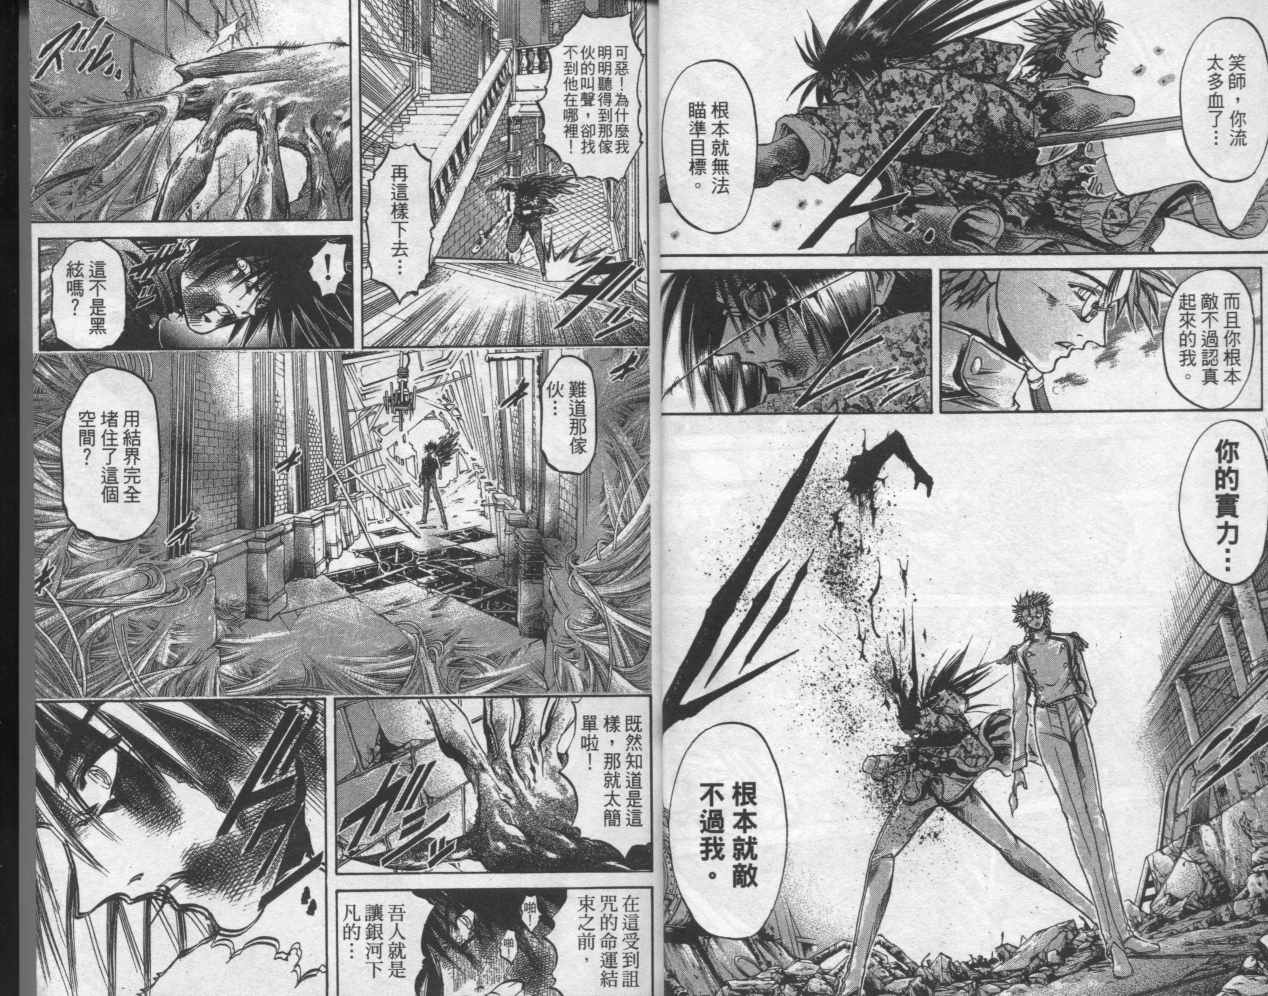 笑師，你流
太多血了…
根本就無法
瞄準目標。
而且你根本
敵不過認真
起來的我。
你的實力…
根本就敵
不過我。
可惡！為什麼我
明明聽得到那傢
伙的叫聲，卻找
不到他在哪裡！
再這樣下去…
ズル
！
這不是黑
絃嗎？
難道那傢
伙…
用結界完全
堵住了這個
空間？
既然知道是這
樣，那就太簡
單啦！
在這受到詛
咒的命運結
束之前，
啪！
啪
吾人就是
讓銀河下
凡的…